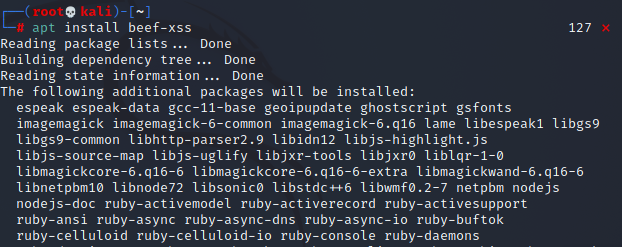 (root💀kali)-[~]
# apt install beef-xss 127 ⨯
Reading package lists... Done
Building dependency tree... Done
Reading state information... Done
The following additional packages will be installed:
espeak espeak-data gcc-11-base geoipupdate ghostscript gsfonts
imagemagick imagemagick-6-common imagemagick-6.q16 lame libespeak1 libgs9
libgs9-common libhttp-parser2.9 libidn12 libjs-highlight.js
libjs-source-map libjs-uglify libjxr-tools libjxr0 liblqr-1-0
libmagickcore-6.q16-6 libmagickcore-6.q16-6-extra libmagickwand-6.q16-6
libnetpbm10 libnode72 libsonic0 libstdc++6 libwmf0.2-7 netpbm nodejs
nodejs-doc ruby-activemodel ruby-activerecord ruby-activesupport
ruby-ansi ruby-async ruby-async-dns ruby-async-io ruby-buftok
ruby-celluloid ruby-celluloid-io ruby-console ruby-daemons